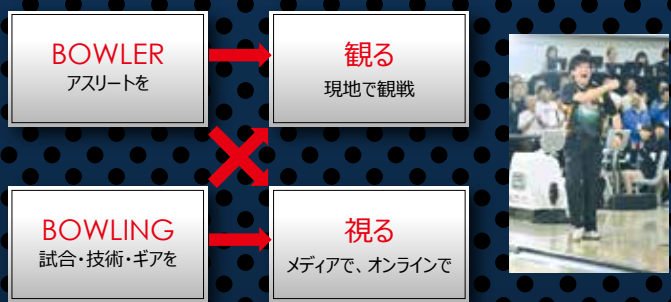 BOWLER
アスリートを
観る
現地で観戦
BOWLING
試合・技術・ギアを
視る
メディアで、オンラインで